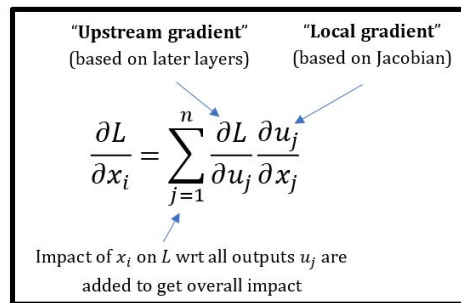 “Upstream gradient” “Local gradient”
(based on later layers) (based on Jacobian)
∂L/∂x_i = ∑_{j=1}^{n} ∂L/∂u_j ∂u_j/∂x_j
Impact of x_i on L wrt all outputs u_j are
added to get overall impact